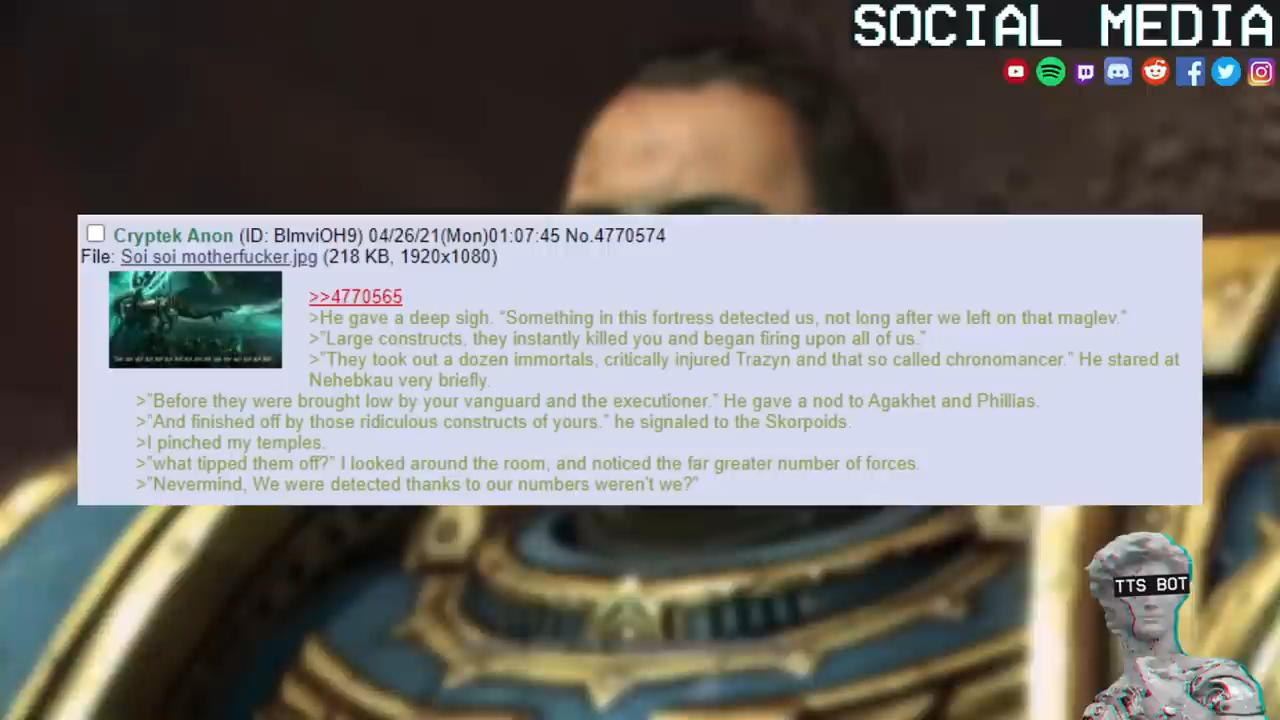 SOCIAL MEDIA
Cryptek Anon (ID: BlmviOH9) 04/26/21(Mon)01:07:45 No.4770574
File: Soi soi motherfucker.jpg (218 KB, 1920x1080)
>>4770565
>He gave a deep sigh. “Something in this fortress detected us, not long after we left on that maglev.”
>”Large constructs, they instantly killed you and began firing upon all of us.”
>”They took out a dozen immortals, critically injured Trazyn and that so called chronomancer.” He stared at
Nehebkau very briefly.
>”Before they were brought low by your vanguard and the executioner.” He gave a nod to Agakhet and Phillias.
>”And finished off by those ridiculous constructs of yours.” he signaled to the Skorpoids.
>I pinched my temples.
>”what tipped them off?” I looked around the room, and noticed the far greater number of forces.
>”Nevermind, We were detected thanks to our numbers weren’t we?”
TTS BOT